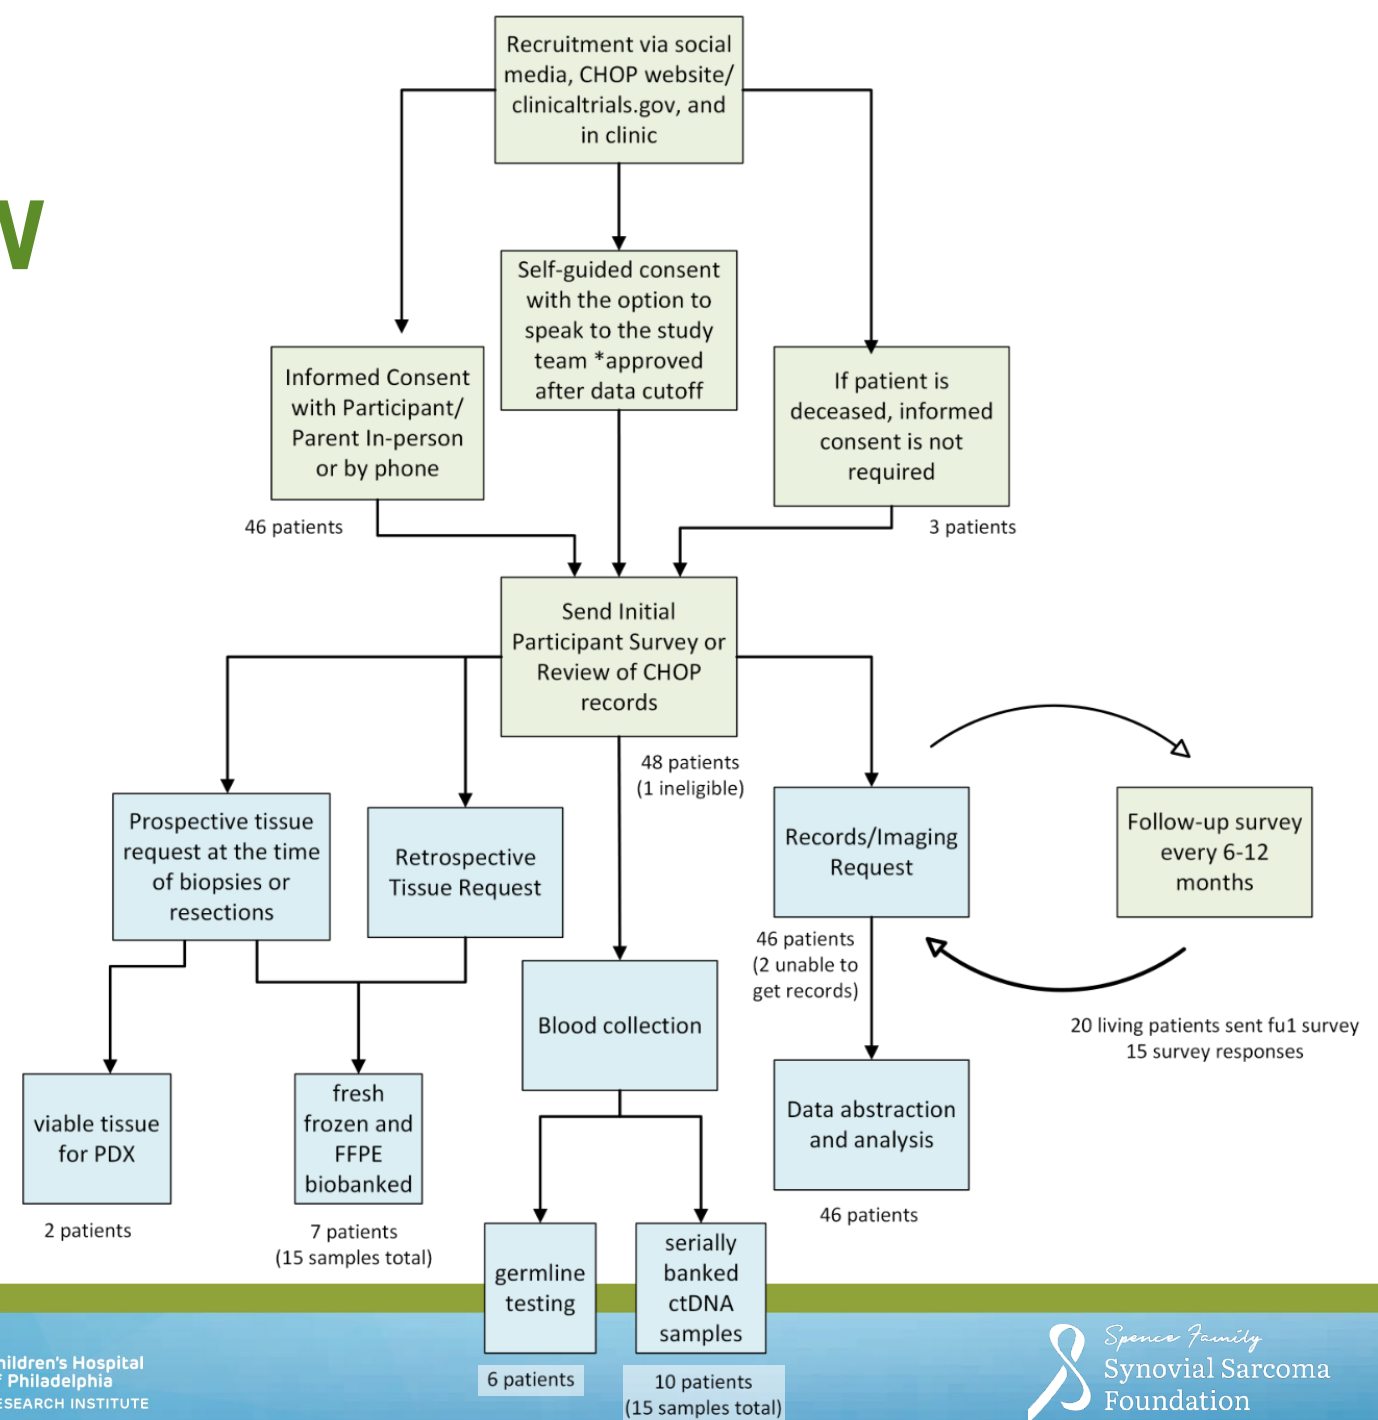 Recruitment via social
media, CHOP website/
clinicaltrials.gov, and
in clinic
Self-guided consent
with the option to
speak to the study
team *approved
after data cutoff
Informed Consent
with Participant/
Parent In-person
or by phone
If patient is
deceased, informed
consent is not
required
46 patients
3 patients
Send Initial
Participant Survey or
Review of CHOP
records
48 patients
(1 ineligible)
Prospective tissue
request at the time
of biopsies or
resections
Retrospective
Tissue Request
Records/Imaging
Request
Follow-up survey
every 6-12
months
46 patients
(2 unable to
get records)
Blood collection
20 living patients sent fu1 survey
15 survey responses
viable tissue
for PDX
fresh
frozen and
FFPE
biobanked
Data abstraction
and analysis
2 patients
7 patients
(15 samples total)
46 patients
germline
testing
serially
banked
ctDNA
samples
6 patients
10 patients
(15 samples total)
ildren's Hospital
f Philadelphia
ESEARCH INSTITUTE
Spence Family
Synovial Sarcoma
Foundation